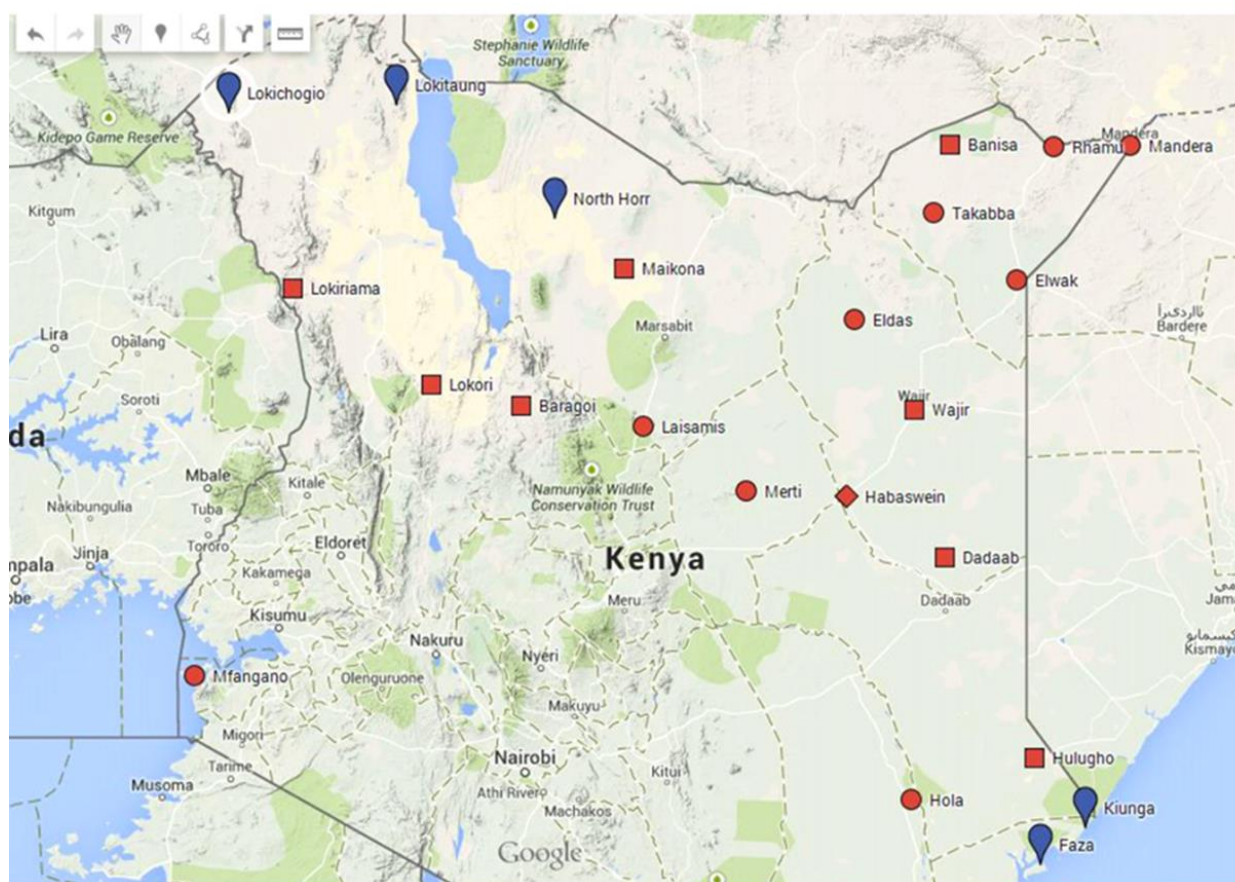 Stephanie Wildlife
Sanctuary
Lokichogio
Lokitaung
Kidepo Game Reserve
Mandera
Banisa
Rhamu
Mandera
Kitgum
North Horr
Takabba
Maikona
Elwak
Lokiriama
Eldas
Marsabit
Bardere
Lira
Obalang
Lokori
Baragoi
Wajir
Wajir
Soroti
Laisamis
da
Mbale
Kitale
Namunyak Wildlife
Conservation Trust
Merti
Habaswein
Nakibungulia
Tuba
Tororo
Eldoret
Kenya
Dadaab
Jinja
mpala
Kakamega
Meru
Dadaab
obe
Kisumu
Jama
كيسمايو
Kismayo
Nakuru
Nyeri
Mfangano
Olenguruone
Makuyu
Migori
Nairobi
Hulugho
Tarime
Kitui
Musoma
Athi River
Machakos
Hola
Kiunga
Google
Faza